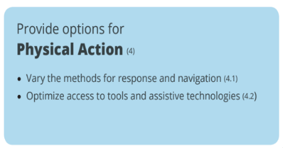 Provide options for
Physical Action (4)
• Vary the methods for response and navigation (4.1)
• Optimize access to tools and assistive technologies (4.2)